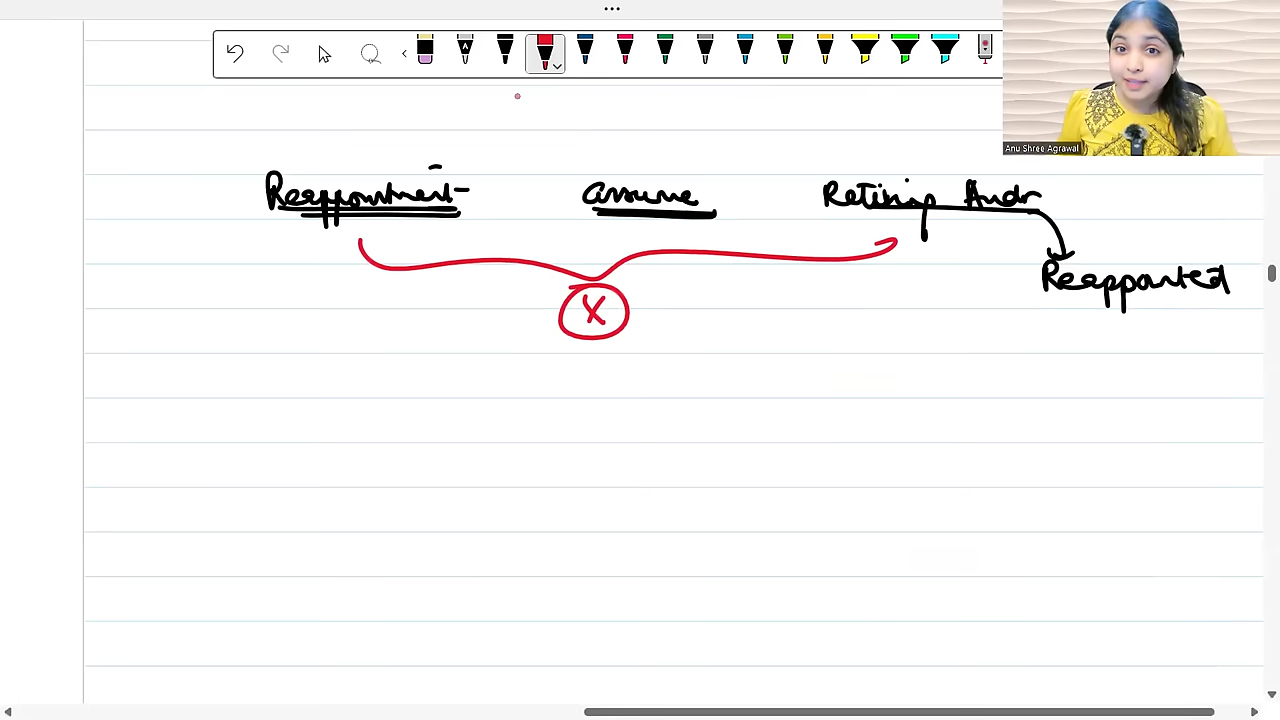 Anu Shree Agrawal
Reappointment assume Retiring Audr
Reappointed
X